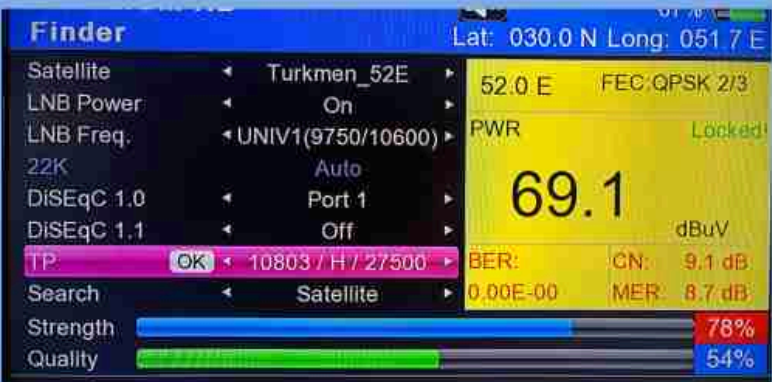 61%
Finder
Lat: 030.0 N Long: 051.7 E
Satellite Turkmen_52E
LNB Power On
LNB Freq. UNIV1(9750/10600)
22K Auto
DiSEqC 1.0 Port 1
DiSEqC 1.1 Off
TP OK 10803 / H / 27500
Search Satellite
Strength 78%
Quality 54%
52.0 E FEC:QPSK 2/3
PWR Locked
69.1
dBuV
BER: CN: 9.1 dB
0.00E-00 MER: 8.7 dB